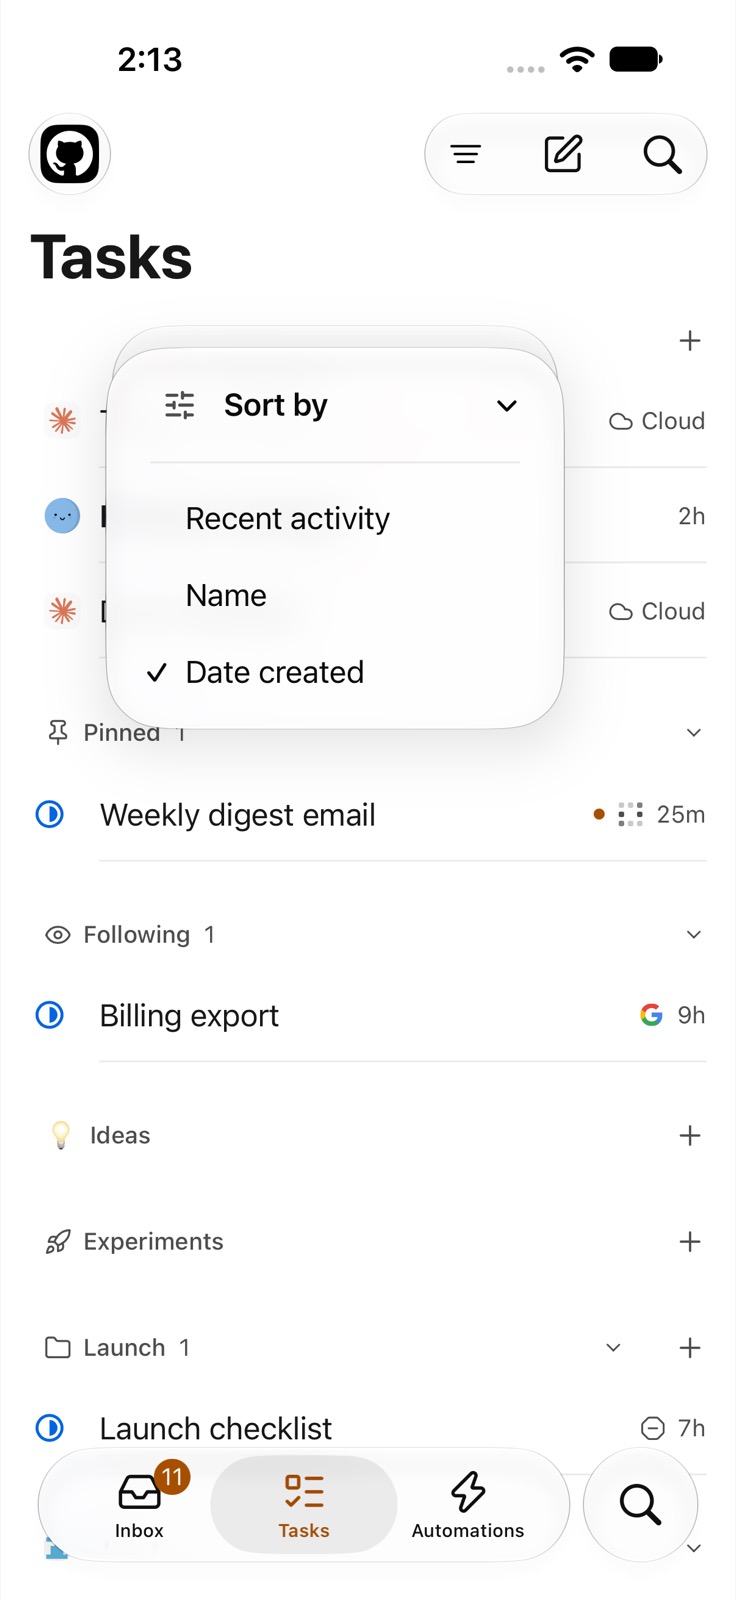 2:13
Tasks
Sort by
Cloud
Recent activity
2h
Name
Cloud
Date created
Pinned 1
Weekly digest email
25m
Following 1
Billing export
9h
Ideas
Experiments
Launch 1
Launch checklist
7h
11
Inbox
Tasks
Automations